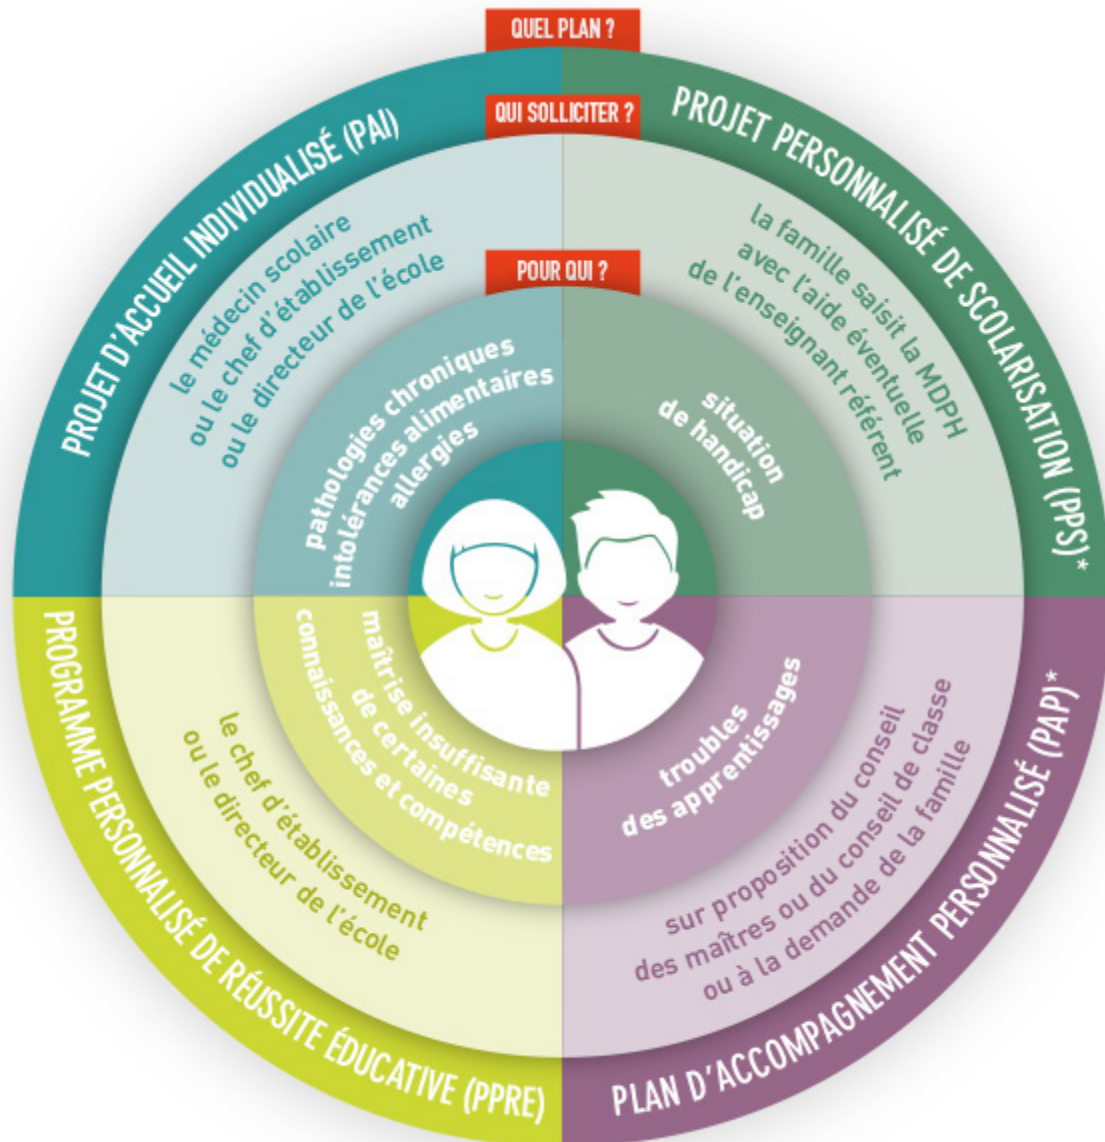 QUEL PLAN ?
QUI SOLLICITER ?
POUR QUI ?
PROJET D'ACCUEIL INDIVIDUALISÉ (PAI)
le médecin scolaire
ou le chef d'établissement
ou le directeur de l'école
pathologies chroniques
intolérances alimentaires
allergies
PROJET PERSONNALISÉ DE SCOLARISATION (PPS)*
la famille saisit la MDPH
avec l'aide éventuelle
de l'enseignant référent
situation
de handicap
PROGRAMME PERSONNALISÉ DE RÉUSSITE ÉDUCATIVE (PPRE)
le chef d'établissement
ou le directeur de l'école
maîtrise insuffisante
de certaines
connaissances et compétences
PLAN D'ACCOMPAGNEMENT PERSONNALISÉ (PAP)*
sur proposition du conseil
des maîtres ou du conseil de classe
ou à la demande de la famille
troubles
des apprentissages